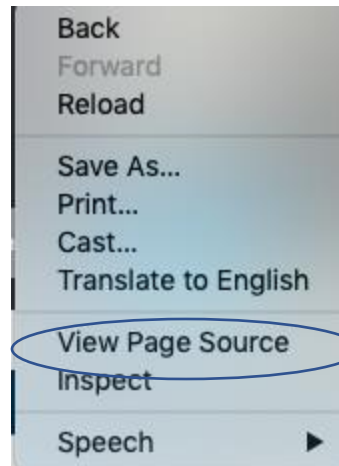 Back
Forward
Reload
Save As...
Print...
Cast...
Translate to English
View Page Source
Inspect
Speech